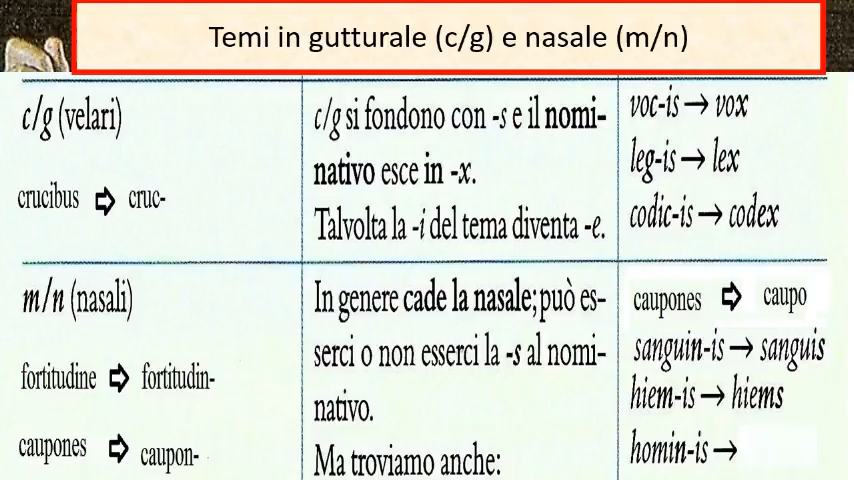 Temi in gutturale (c/g) e nasale (m/n)
c/g (velari)
crucibus ⇨ cruc-
c/g si fondono con -s e il nomi-
nativo esce in -x.
Talvolta la -i del tema diventa -e.
voc-is → vox
leg-is → lex
codic-is → codex
m/n (nasali)
fortitudine ⇨ fortitudin-
caupones ⇨ caupon-
In genere cade la nasale; può es-
serci o non esserci la -s al nomi-
nativo.
Ma troviamo anche:
caupones ⇨ caupo
sanguin-is → sanguis
hiem-is → hiems
homin-is →